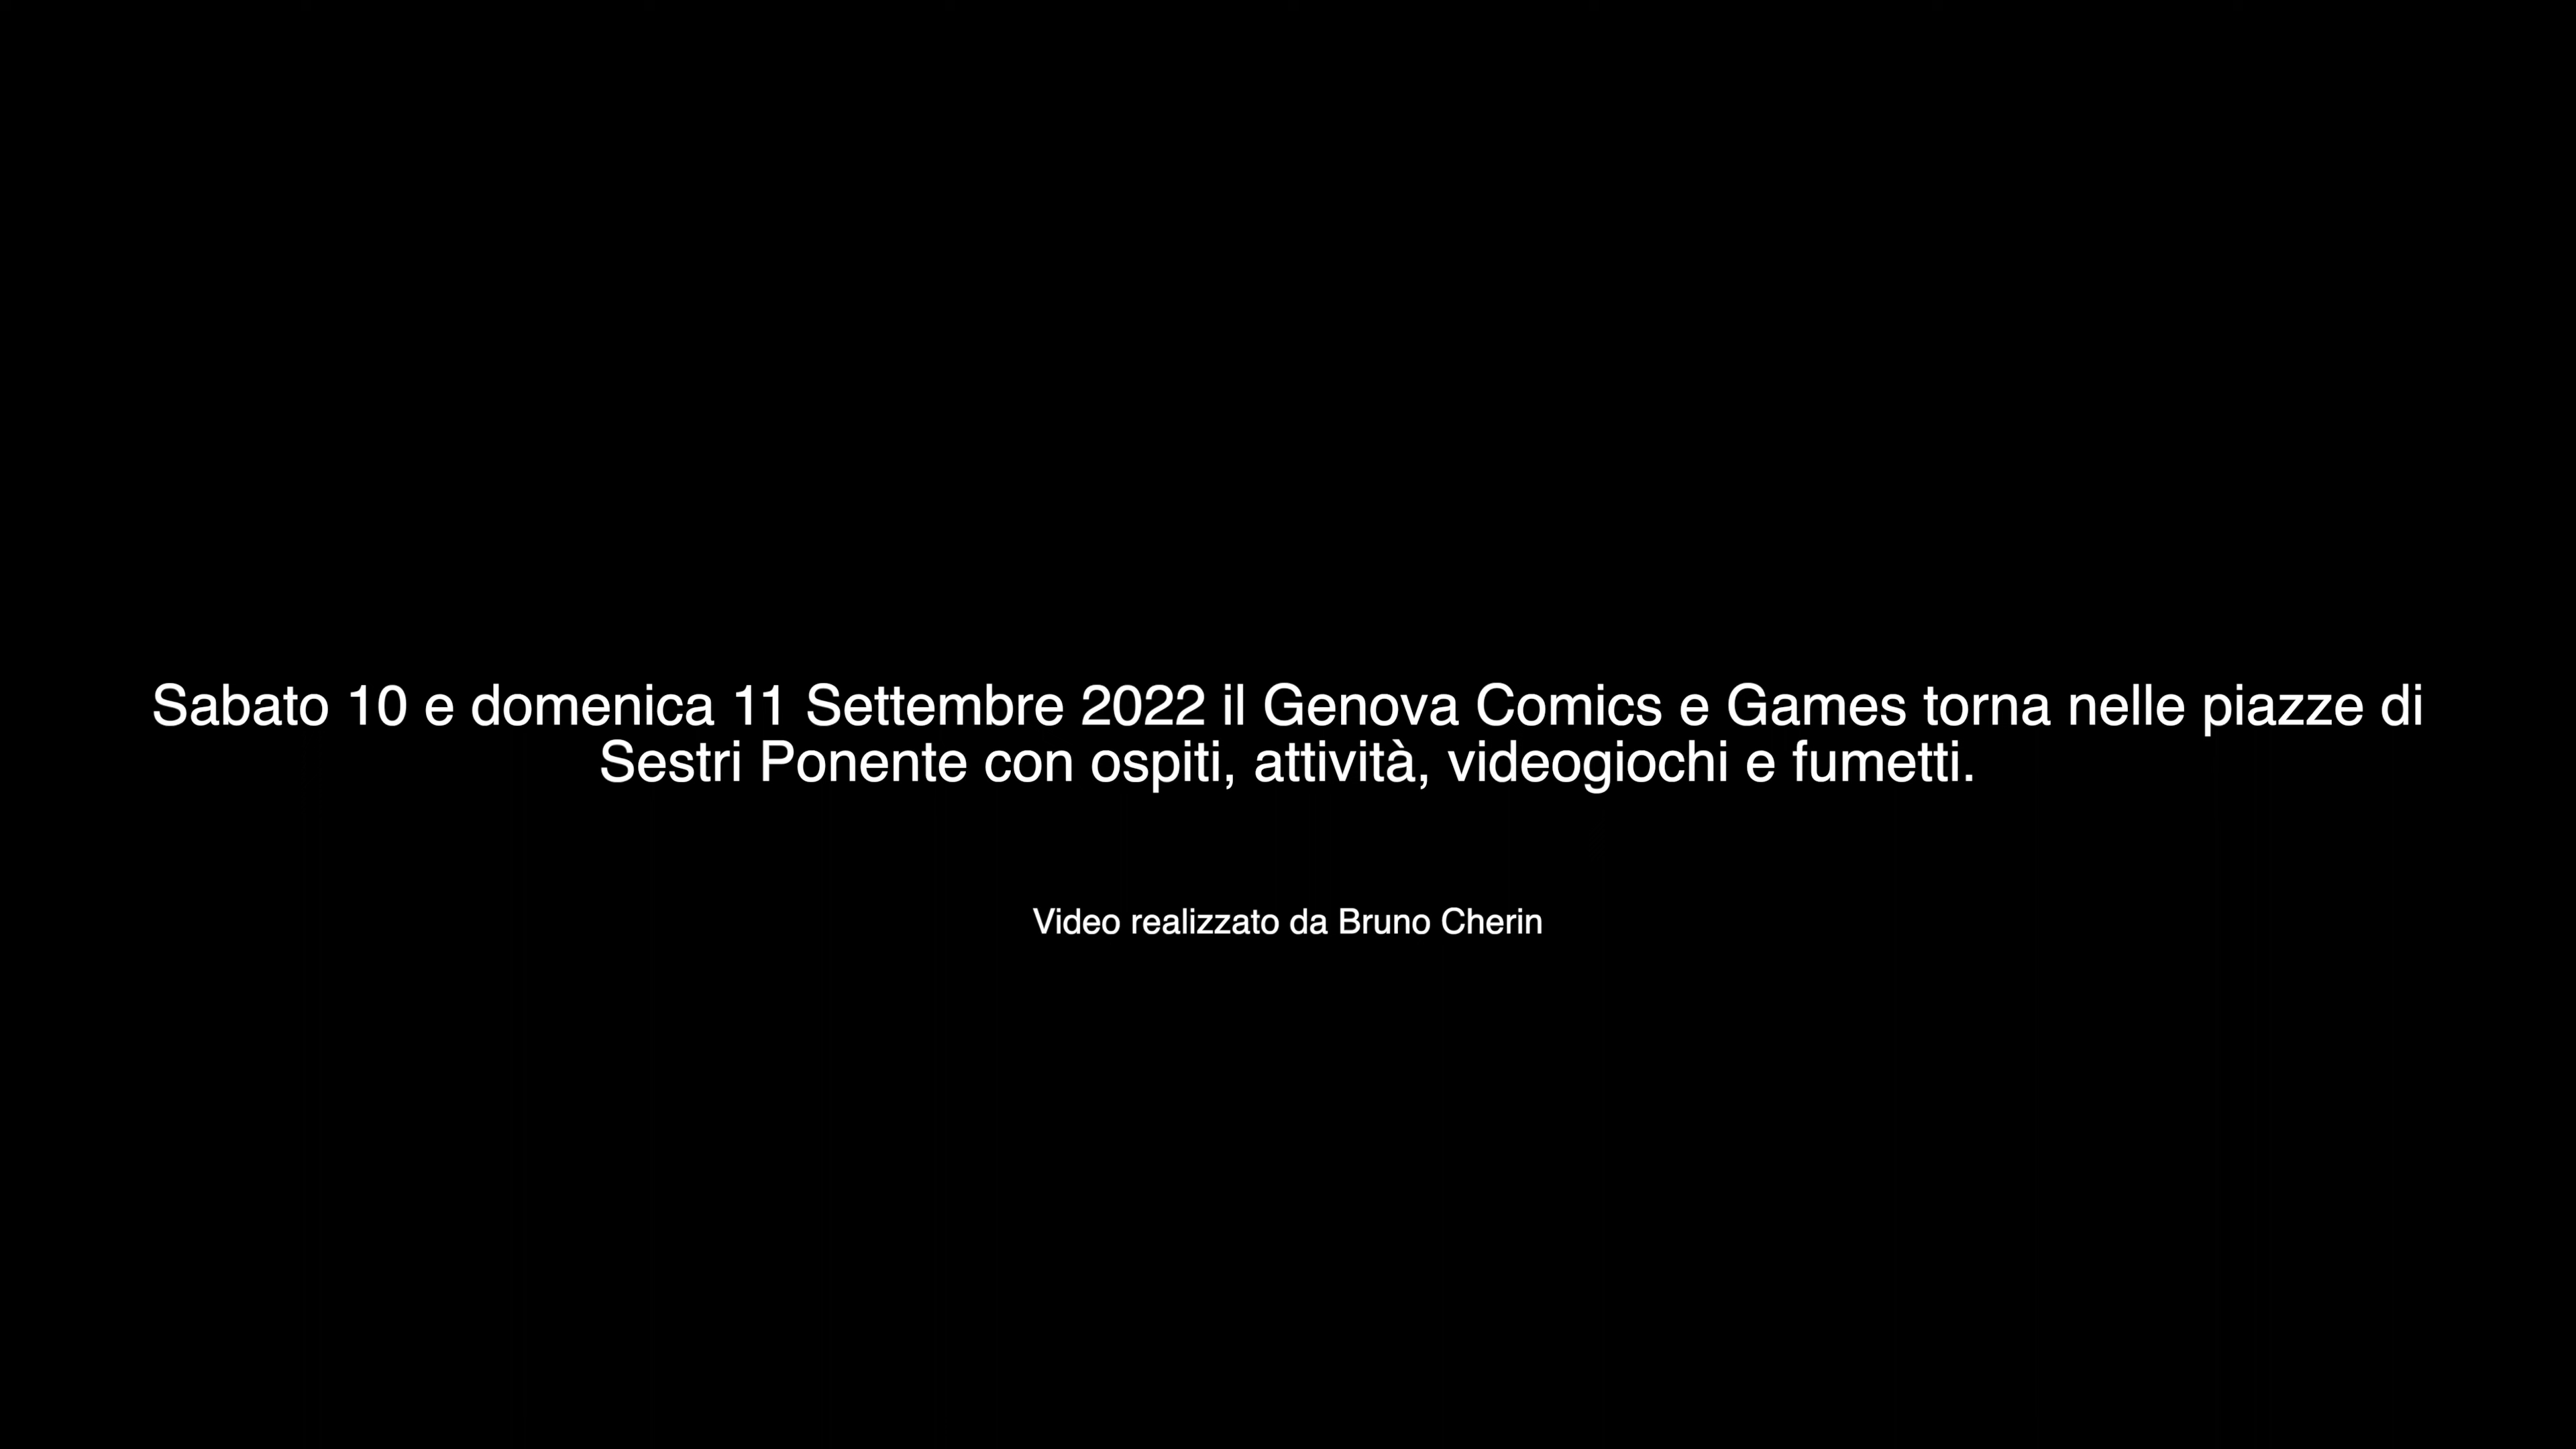 Sabato 10 e domenica 11 Settembre 2022 il Genova Comics e Games torna nelle piazze di
Sestri Ponente con ospiti, attività, videogiochi e fumetti.
Video realizzato da Bruno Cherin